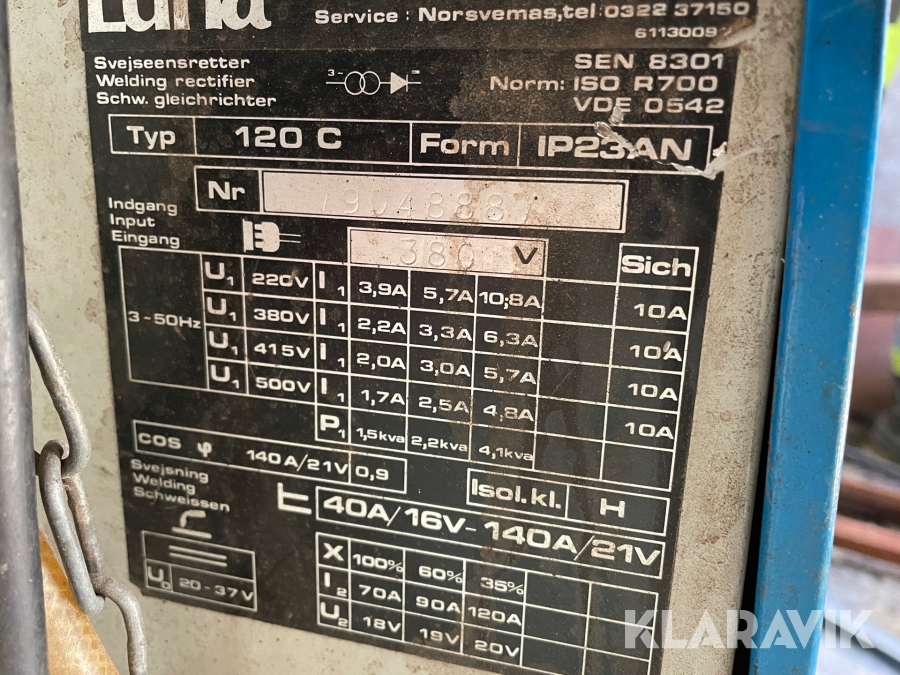 Luna
Service : Norsvemas,tel.0322 37150
6113009
Svejseensretter
Welding rectifier
Schw. gleichrichter
3~
SEN 8301
Norm: ISO R700
VDE 0542
Typ 120 C Form IP23AN
Nr 79048887
Indgang
Input
Eingang
380 V Sich
3~50Hz
U1 220V I1 3,9A 5,7A 10,8A 10A
U1 380V I1 2,2A 3,3A 6,3A 10A
U1 415V I1 2,0A 3,0A 5,7A 10A
U1 500V I1 1,7A 2,5A 4,8A 10A
P1 1,5kva 2,2kva 4,1kva
cos φ 140A/21V 0,9
Isol.kl. H
Svejsning
Welding
Schweissen
40A/16V-140A/21V
X 100% 60% 35%
I2 70A 90A 120A
U2 18V 19V 20V
U0 20-37V
KLARAVIK